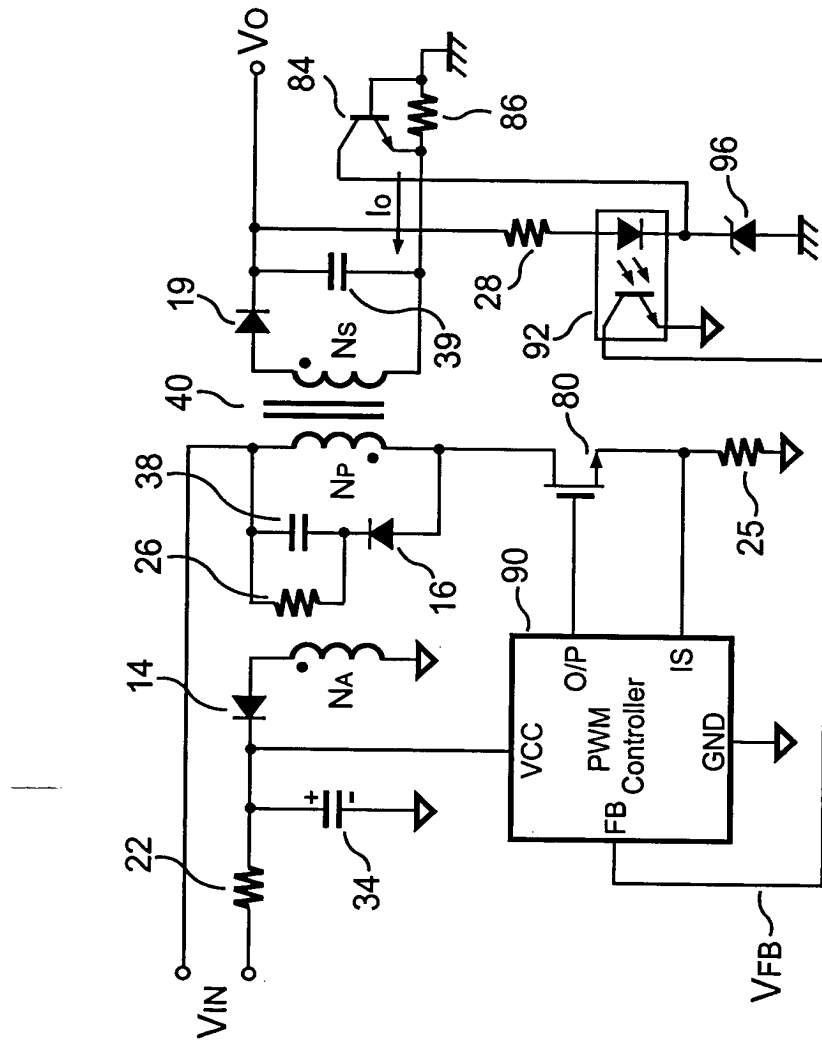 VIN
22
34
+
-
14
NA
26
38
16
40
NP
NS
19
39
Io
VO
84
86
28
92
96
80
25
90
VCC
PWM
Controller
O/P
IS
GND
FB
VFB